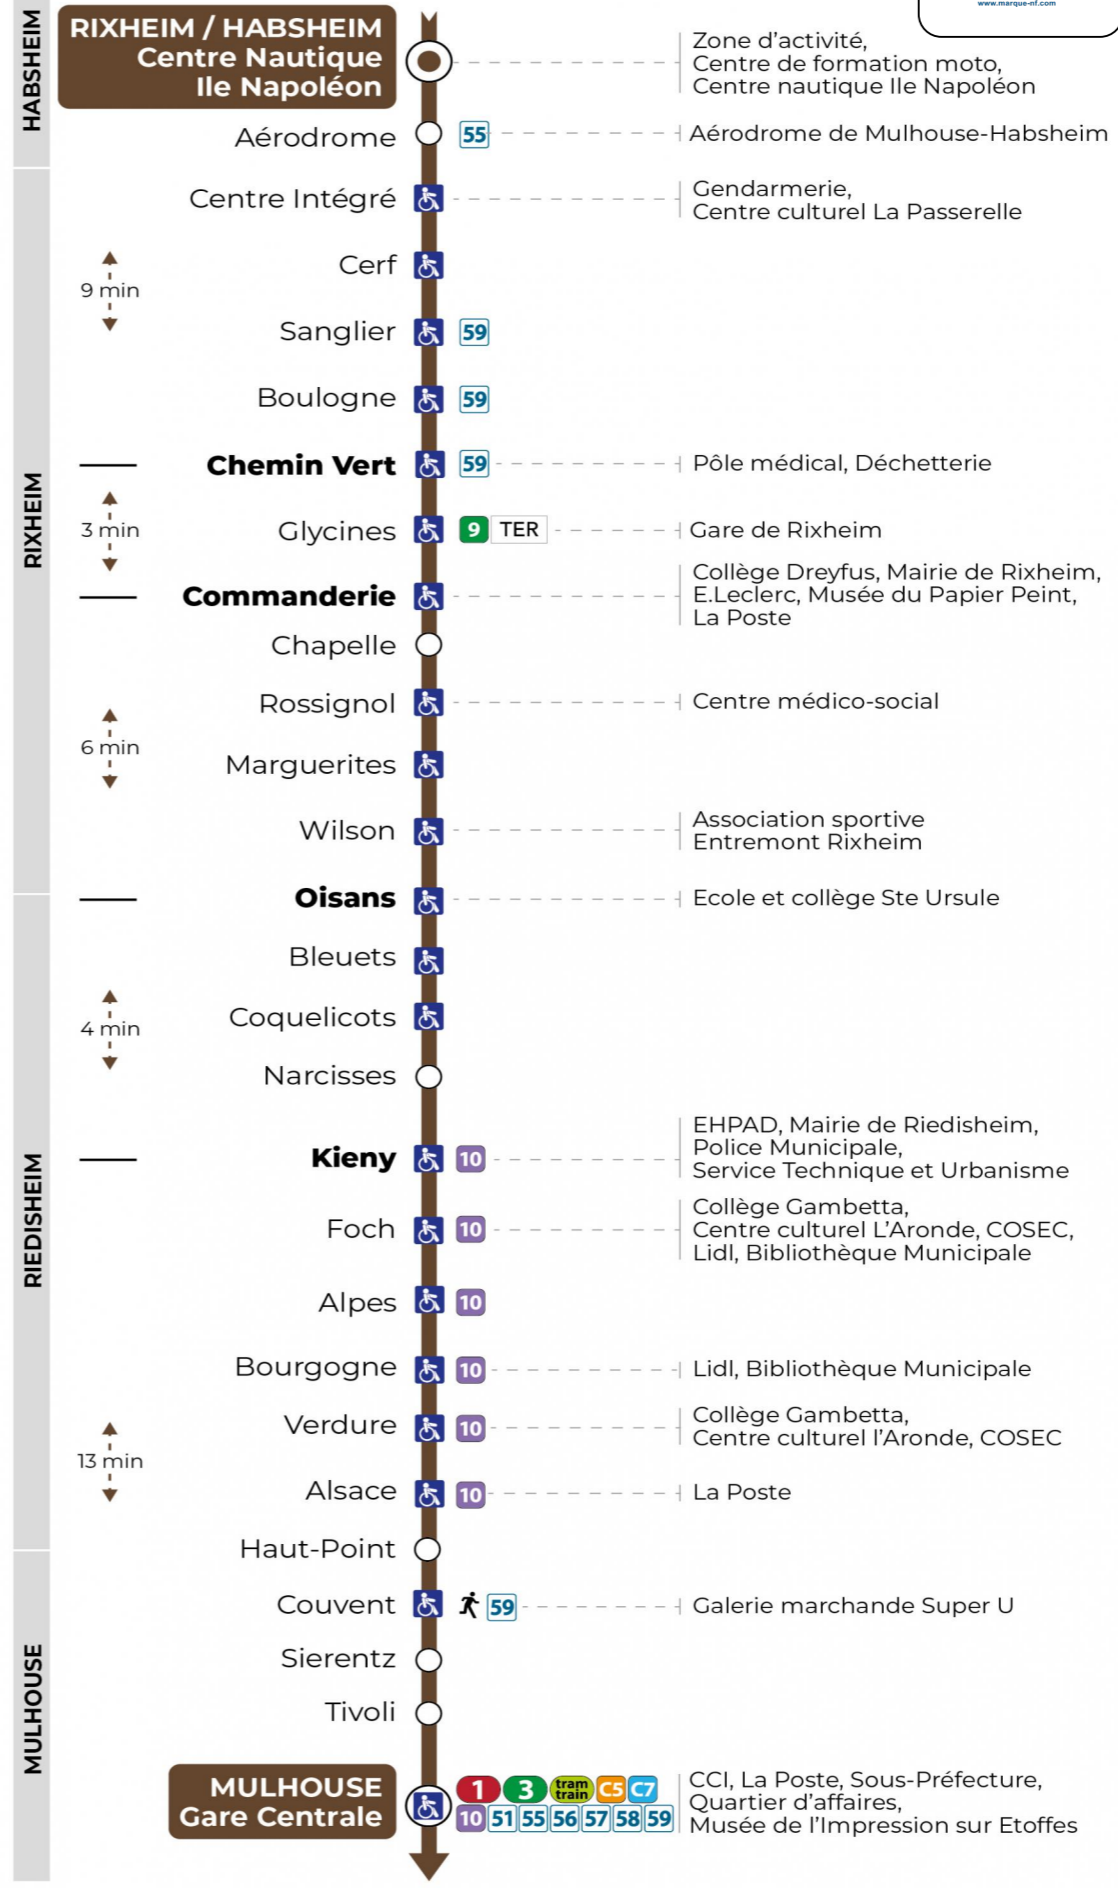 www.marque-nf.com
HABSHEIM
RIXHEIM / HABSHEIM
Centre Nautique
Ile Napoléon
Zone d'activité,
Centre de formation moto,
Centre nautique Ile Napoléon
Aérodrome 55 Aérodrome de Mulhouse-Habsheim
RIXHEIM
Centre Intégré
Gendarmerie,
Centre culturel La Passerelle
Cerf
9 min
Sanglier 59
Boulogne 59
Chemin Vert 59 Pôle médical, Déchetterie
3 min
Glycines 9 TER Gare de Rixheim
Commanderie
Collège Dreyfus, Mairie de Rixheim,
E.Leclerc, Musée du Papier Peint,
La Poste
Chapelle
Rossignol Centre médico-social
6 min
Marguerites
Wilson
Association sportive
Entremont Rixheim
RIEDISHEIM
Oisans Ecole et collège Ste Ursule
Bleuets
Coquelicots
4 min
Narcisses
Kieny 10
EHPAD, Mairie de Riedisheim,
Police Municipale,
Service Technique et Urbanisme
Foch 10
Collège Gambetta,
Centre culturel L'Aronde, COSEC,
Lidl, Bibliothèque Municipale
Alpes 10
Bourgogne 10 Lidl, Bibliothèque Municipale
Verdure 10
Collège Gambetta,
Centre culturel l'Aronde, COSEC
13 min
Alsace 10 La Poste
Haut-Point
MULHOUSE
Couvent 59 Galerie marchande Super U
Sierentz
Tivoli
MULHOUSE
Gare Centrale
1 3 tram train C5 C7
10 51 55 56 57 58 59
CCI, La Poste, Sous-Préfecture,
Quartier d'affaires,
Musée de l'Impression sur Etoffes